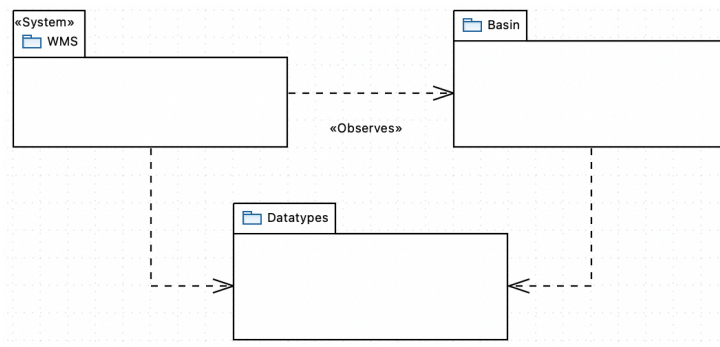 «System»
WMS
Basin
«Observes»
Datatypes